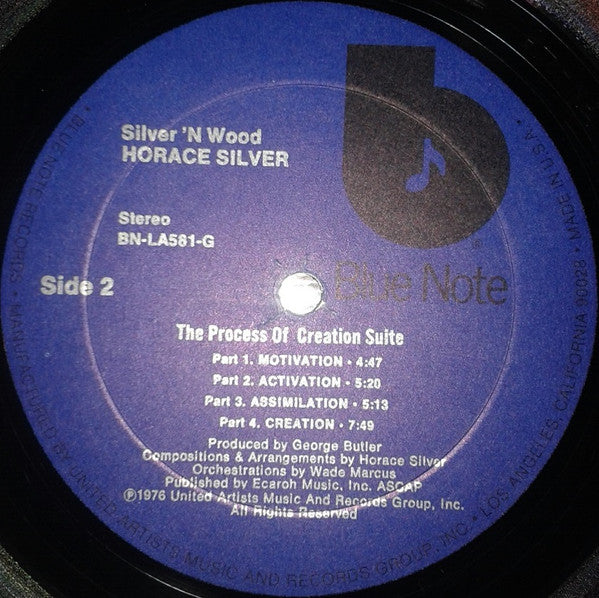 Silver 'N Wood
HORACE SILVER
Stereo
BN-LA581-G
Side 2
Blue Note
The Process Of Creation Suite
Part 1. MOTIVATION • 4:47
Part 2. ACTIVATION • 5:20
Part 3. ASSIMILATION • 5:13
Part 4. CREATION • 7:49
Produced by George Butler
Compositions & Arrangements by Horace Silver
Orchestrations by Wade Marcus
Published by Ecaroh Music, Inc. ASCAP
℗1976 United Artists Music And Records Group, Inc.
All Rights Reserved
• BLUE NOTE RECORDS • MANUFACTURED BY UNITED ARTISTS MUSIC AND RECORDS GROUP, INC. • LOS ANGELES, CALIFORNIA 90028 • MADE IN U.S.A. •